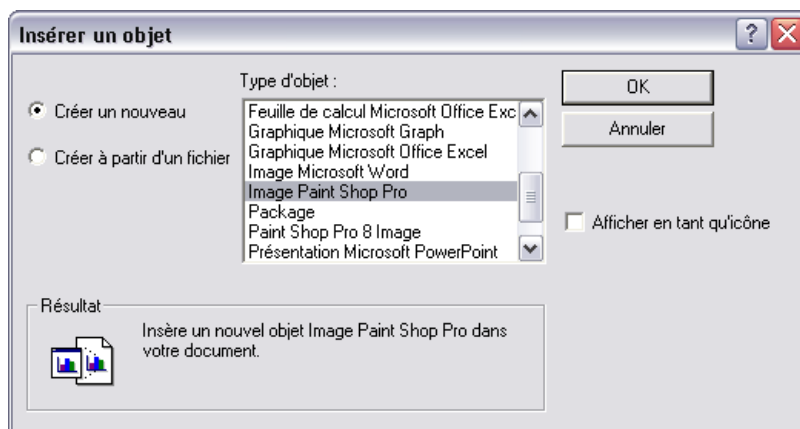 Insérer un objet
Type d'objet :
Créer un nouveau
Créer à partir d'un fichier
Feuille de calcul Microsoft Office Exc
Graphique Microsoft Graph
Graphique Microsoft Office Excel
Image Microsoft Word
Image Paint Shop Pro
Package
Paint Shop Pro 8 Image
Présentation Microsoft PowerPoint
OK
Annuler
Afficher en tant qu'icône
Résultat
Insère un nouvel objet Image Paint Shop Pro dans
votre document.